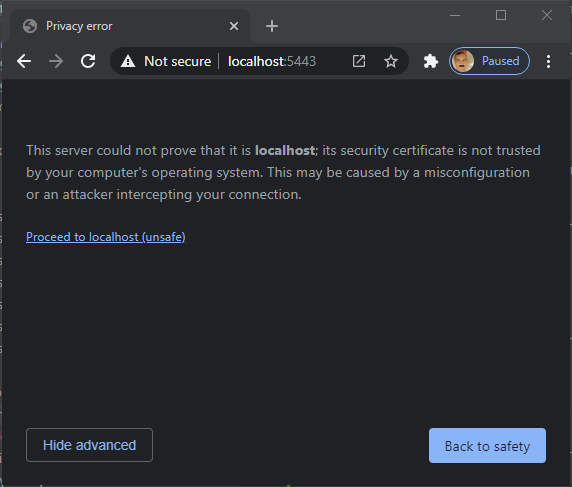 Privacy error
Not secure localhost:5443 Paused
This server could not prove that it is localhost; its security certificate is not trusted
by your computer's operating system. This may be caused by a misconfiguration
or an attacker intercepting your connection.
Proceed to localhost (unsafe)
Hide advanced Back to safety